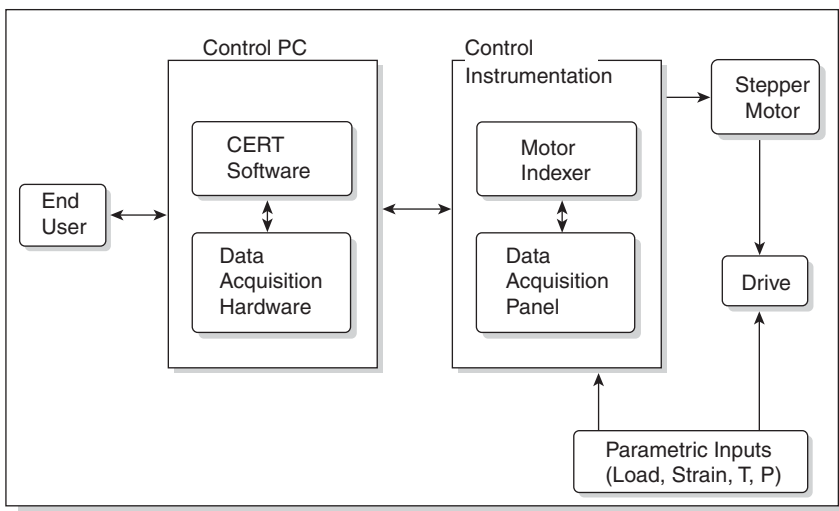 Control PC
Control
Instrumentation
Stepper
Motor
CERT
Software
Motor
Indexer
End
User
Data
Acquisition
Hardware
Data
Acquisition
Panel
Drive
Parametric Inputs
(Load, Strain, T, P)